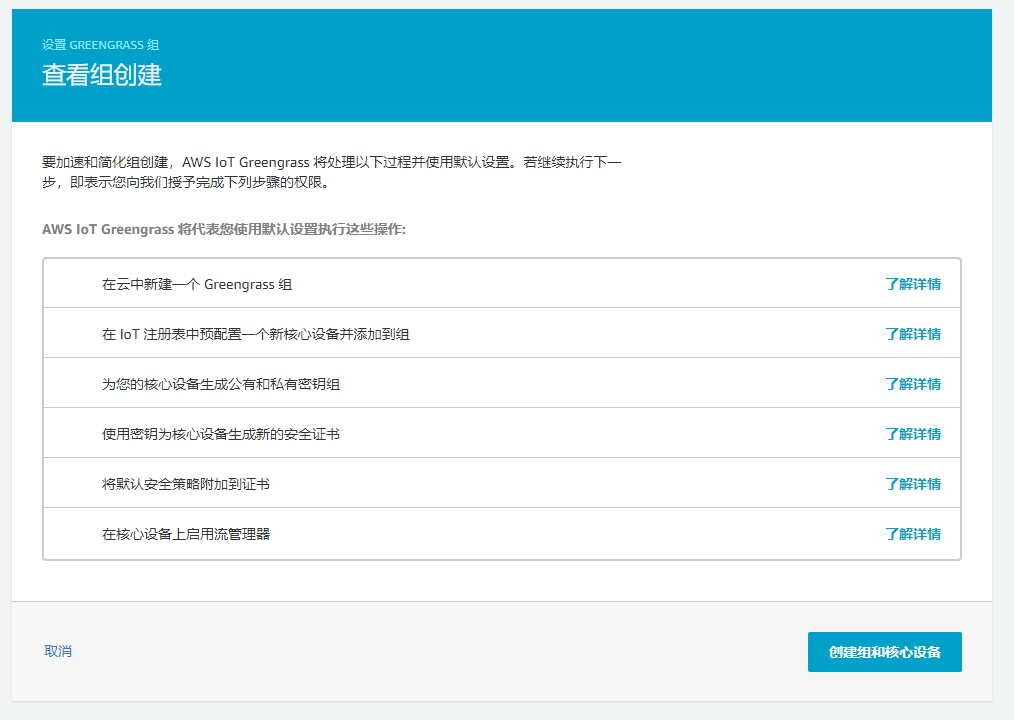 设置 GREENGRASS 组
查看组创建
要加速和简化组创建，AWS IoT Greengrass 将处理以下过程并使用默认设置。若继续执行下一
步，即表示您向我们授予完成下列步骤的权限。
AWS IoT Greengrass 将代表您使用默认设置执行这些操作:
在云中新建一个 Greengrass 组 了解详情
在 IoT 注册表中预配置一个新核心设备并添加到组 了解详情
为您的核心设备生成公有和私有密钥组 了解详情
使用密钥为核心设备生成新的安全证书 了解详情
将默认安全策略附加到证书 了解详情
在核心设备上启用流管理器 了解详情
取消 创建组和核心设备